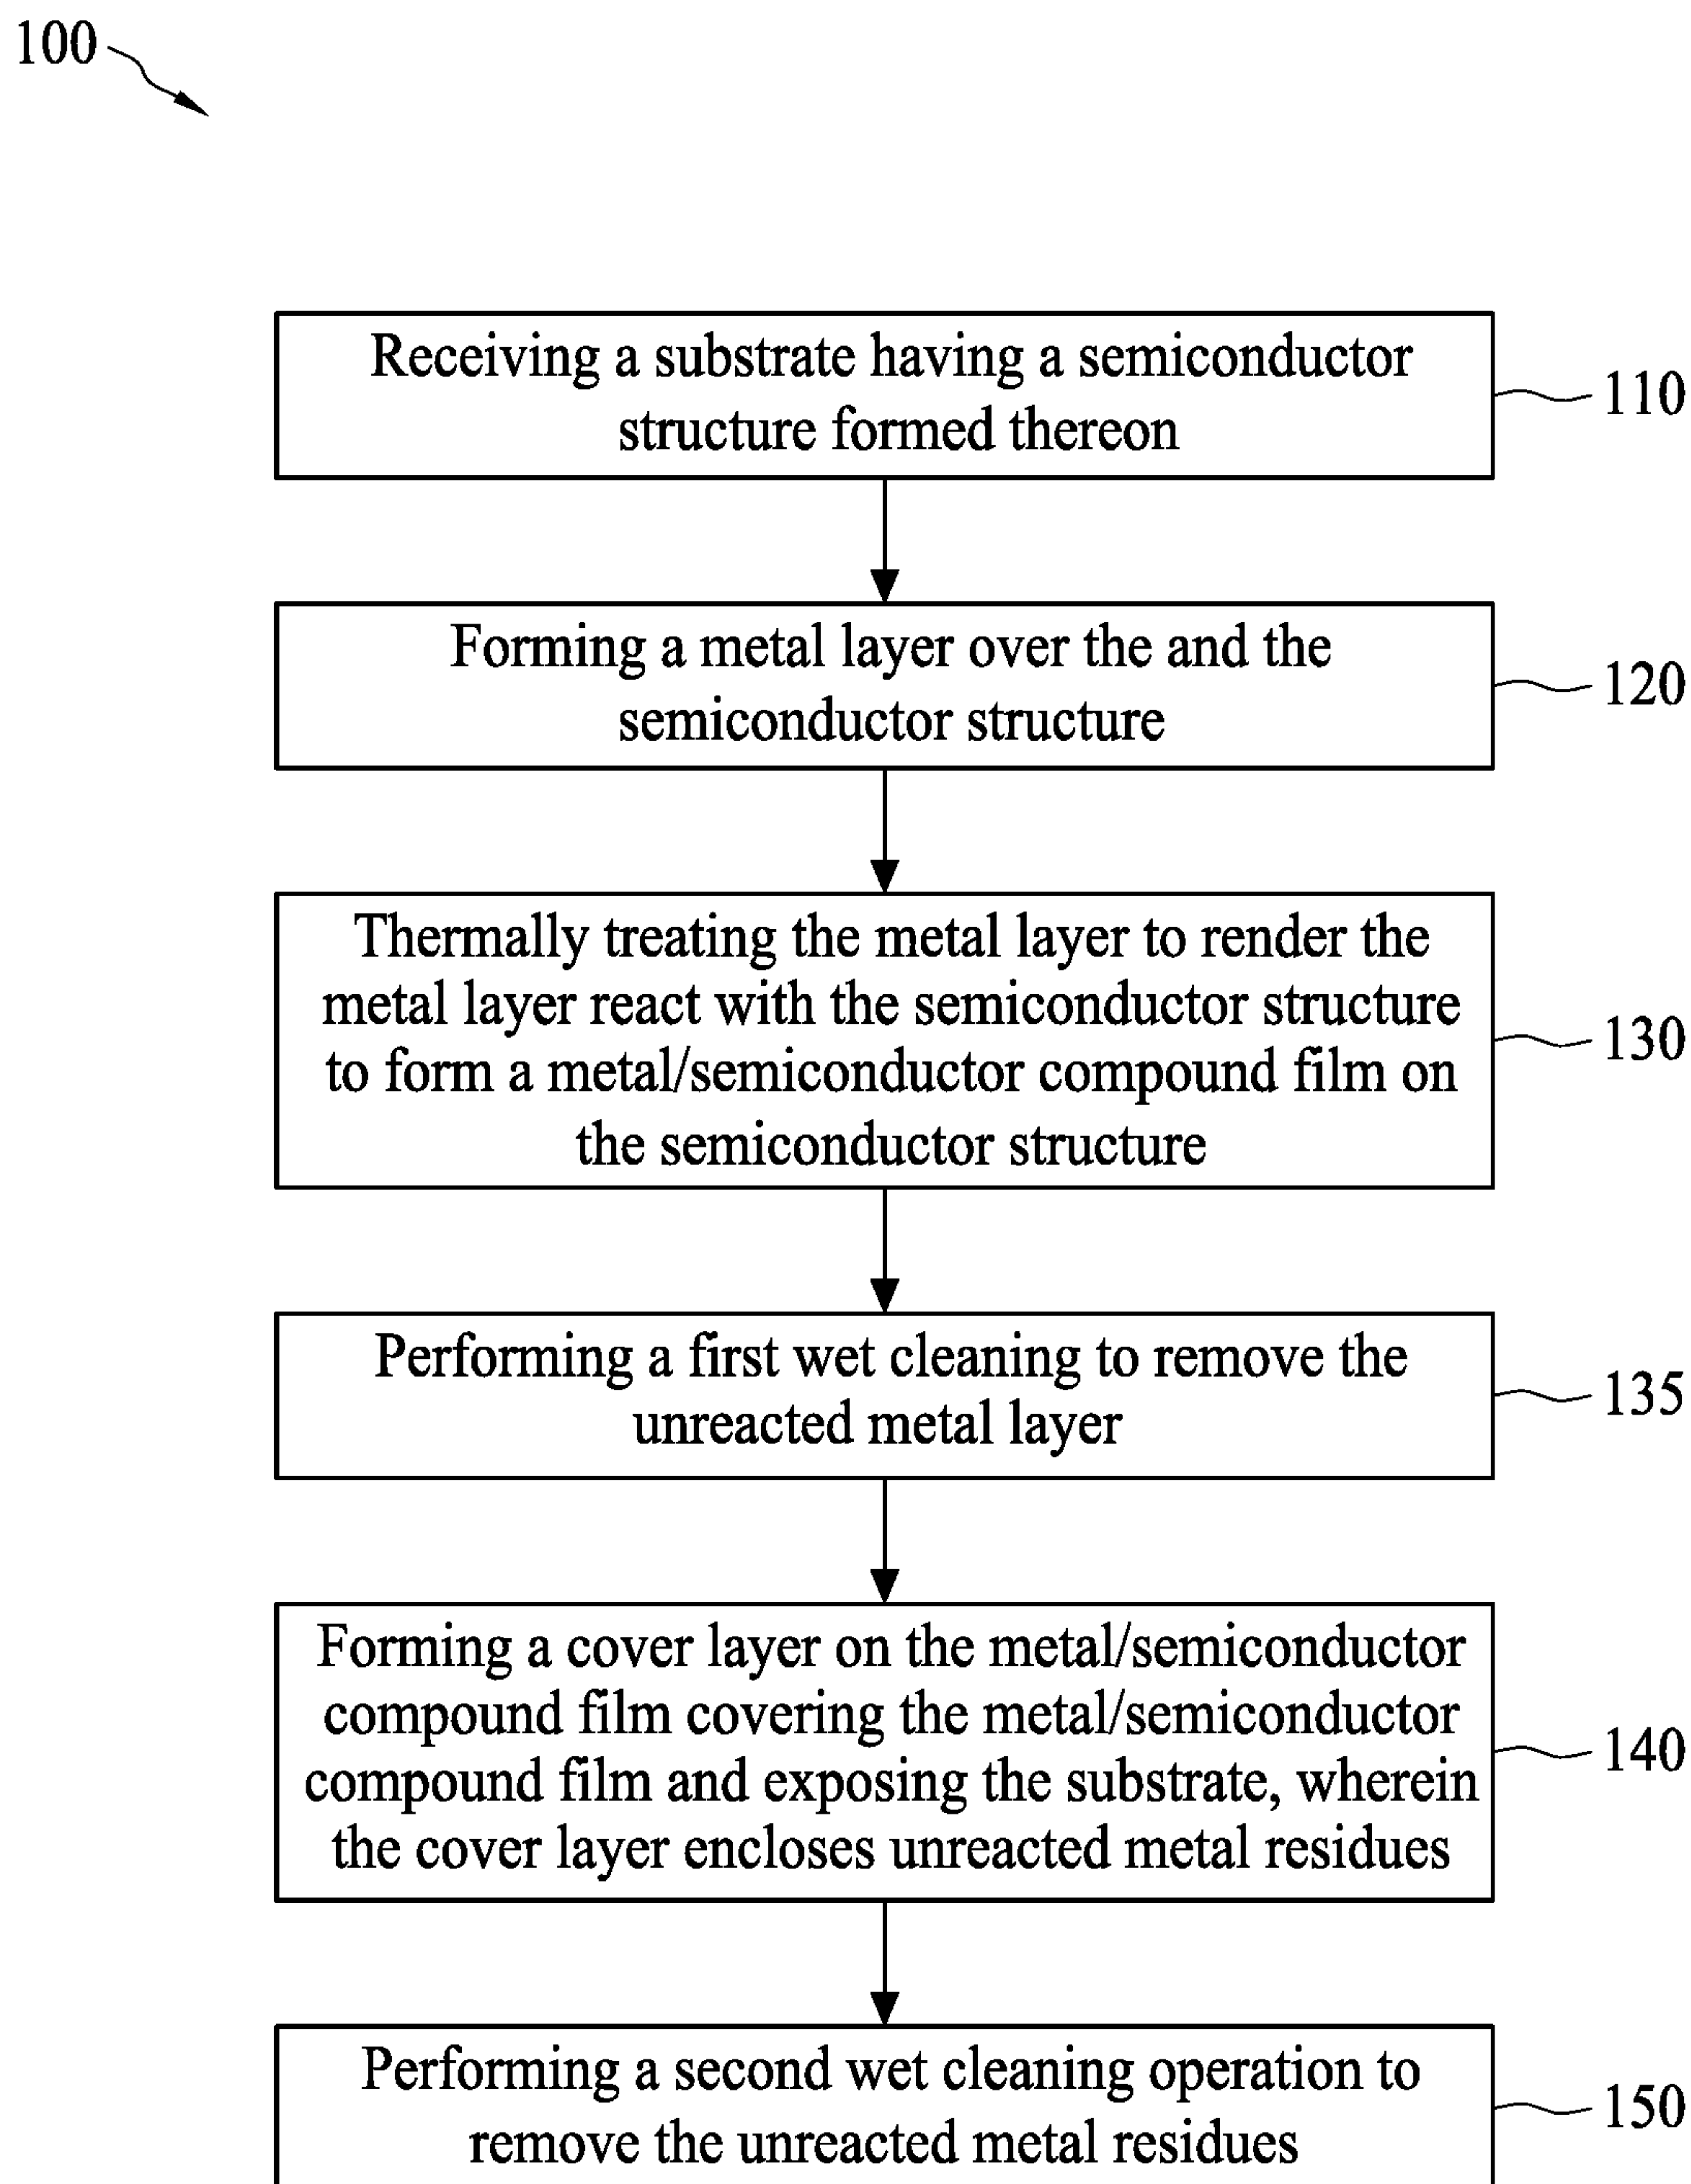 100
Receiving a substrate having a semiconductor
structure formed thereon
110
Forming a metal layer over the and the
semiconductor structure
120
Thermally treating the metal layer to render the
metal layer react with the semiconductor structure
to form a metal/semiconductor compound film on
the semiconductor structure
130
Performing a first wet cleaning to remove the
unreacted metal layer
135
Forming a cover layer on the metal/semiconductor
compound film covering the metal/semiconductor
compound film and exposing the substrate, wherein
the cover layer encloses unreacted metal residues
140
Performing a second wet cleaning operation to
remove the unreacted metal residues
150